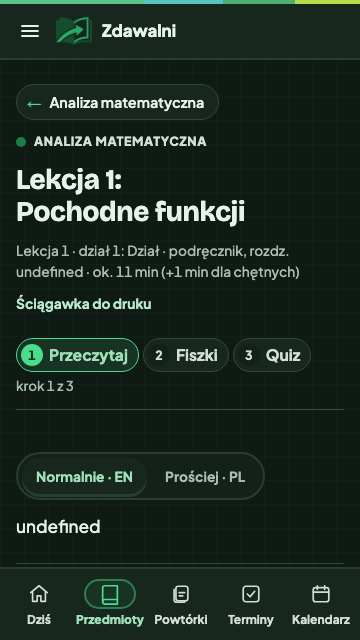 Zdawalni
← Analiza matematyczna
ANALIZA MATEMATYCZNA
Lekcja 1:
Pochodne funkcji
Lekcja 1 · dział 1: Dział · podręcznik, rozdz.
undefined · ok. 11 min (+1 min dla chętnych)
Ściągawka do druku
1 Przeczytaj 2 Fiszki 3 Quiz
krok 1 z 3
Normalnie · EN Prościej · PL
undefined
Dziś Przedmioty Powtórki Terminy Kalendarz